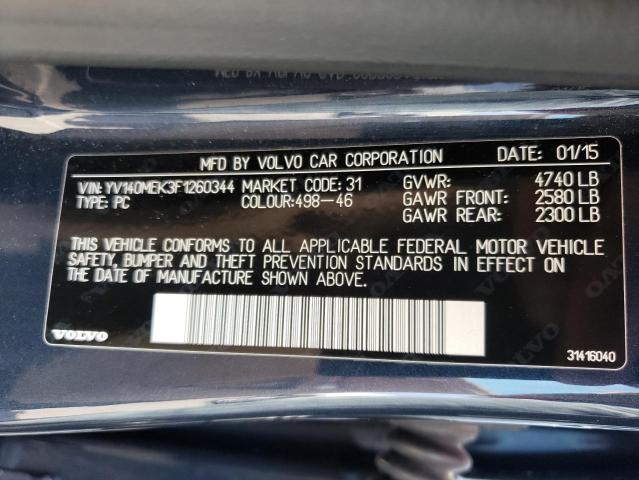 MFD BY VOLVO CAR CORPORATION DATE: 01/15
VIN: YV140MEK3F1260344 MARKET CODE: 31 GVWR: 4740 LB
TYPE: PC COLOUR:498-46 GAWR FRONT: 2580 LB
GAWR REAR: 2300 LB
THIS VEHICLE CONFORMS TO ALL APPLICABLE FEDERAL MOTOR VEHICLE
SAFETY, BUMPER AND THEFT PREVENTION STANDARDS IN EFFECT ON
THE DATE OF MANUFACTURE SHOWN ABOVE.
VOLVO
31416040